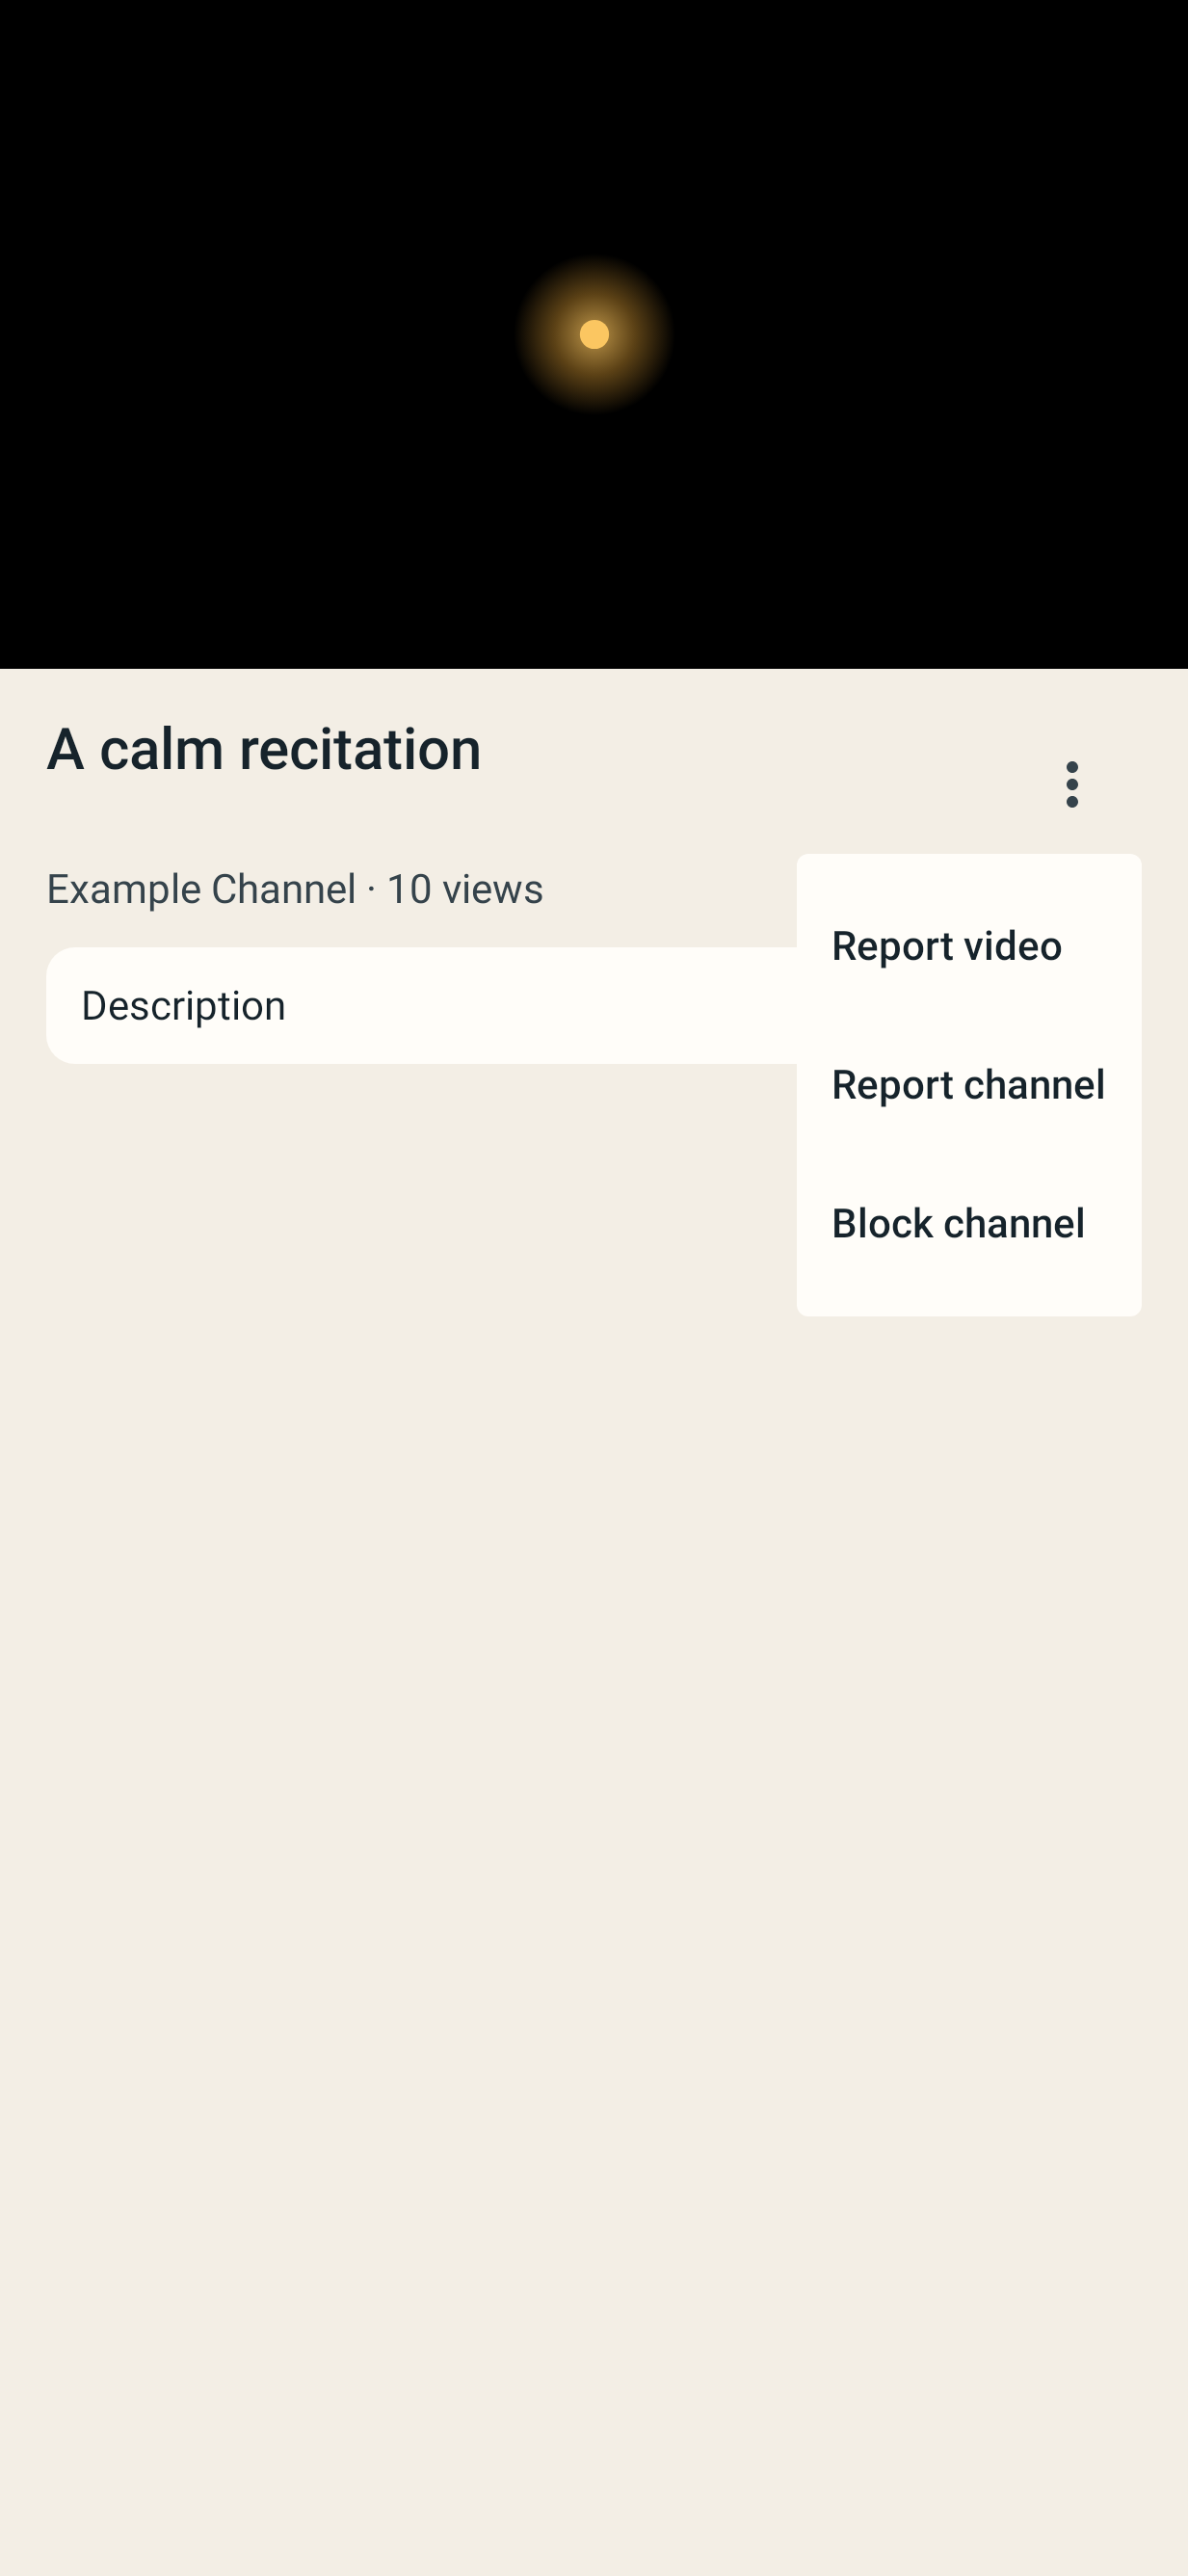 A calm recitation
Example Channel · 10 views
Description
Report video
Report channel
Block channel